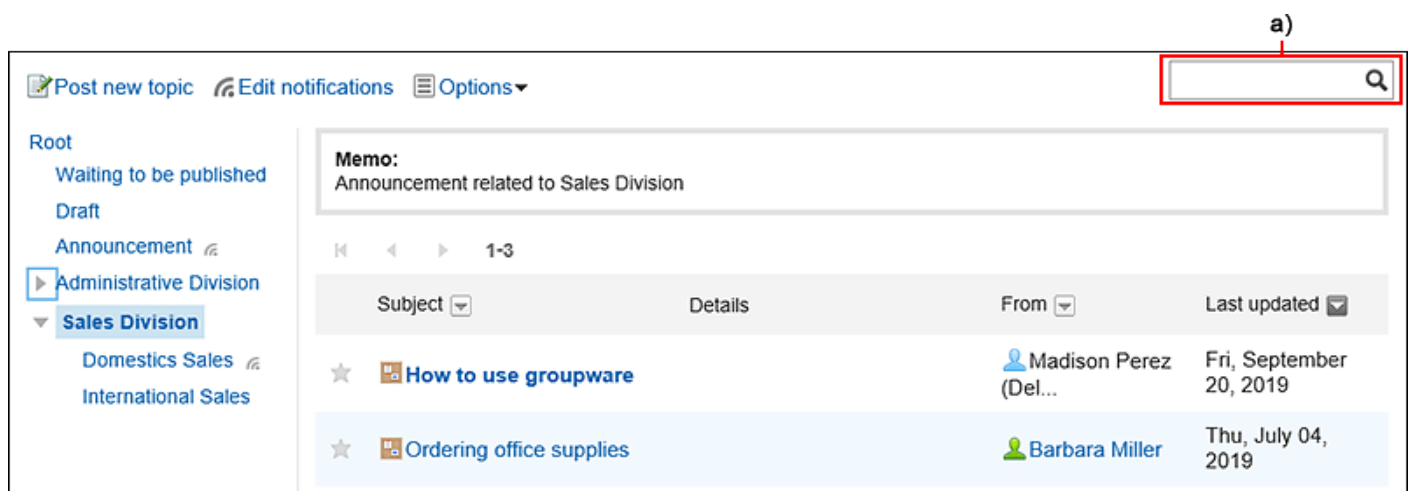 a)
Post new topic Edit notifications Options
Root
Waiting to be published
Draft
Announcement
Administrative Division
Sales Division
Domestics Sales
International Sales
Memo:
Announcement related to Sales Division
1-3
Subject Details From Last updated
How to use groupware Madison Perez (Del... Fri, September 20, 2019
Ordering office supplies Barbara Miller Thu, July 04, 2019